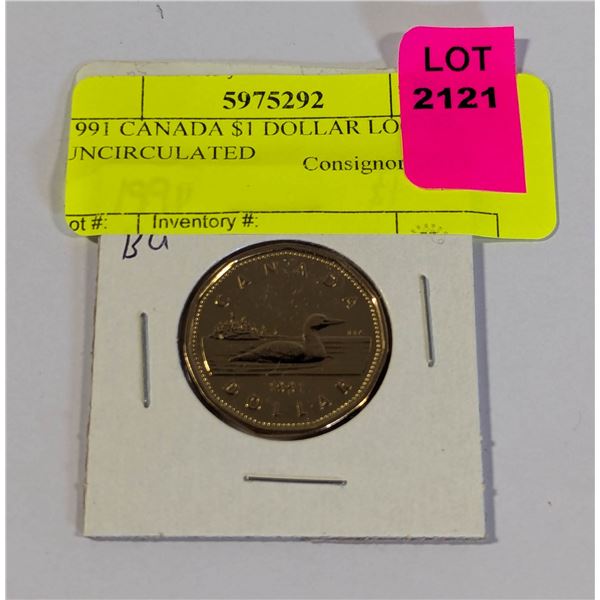 LOT
2121
5975292
991 CANADA $1 DOLLAR LO
UNCIRCULATED Consignor
ot #: Inventory #:
BU
CANADA
1991
DOLLAR